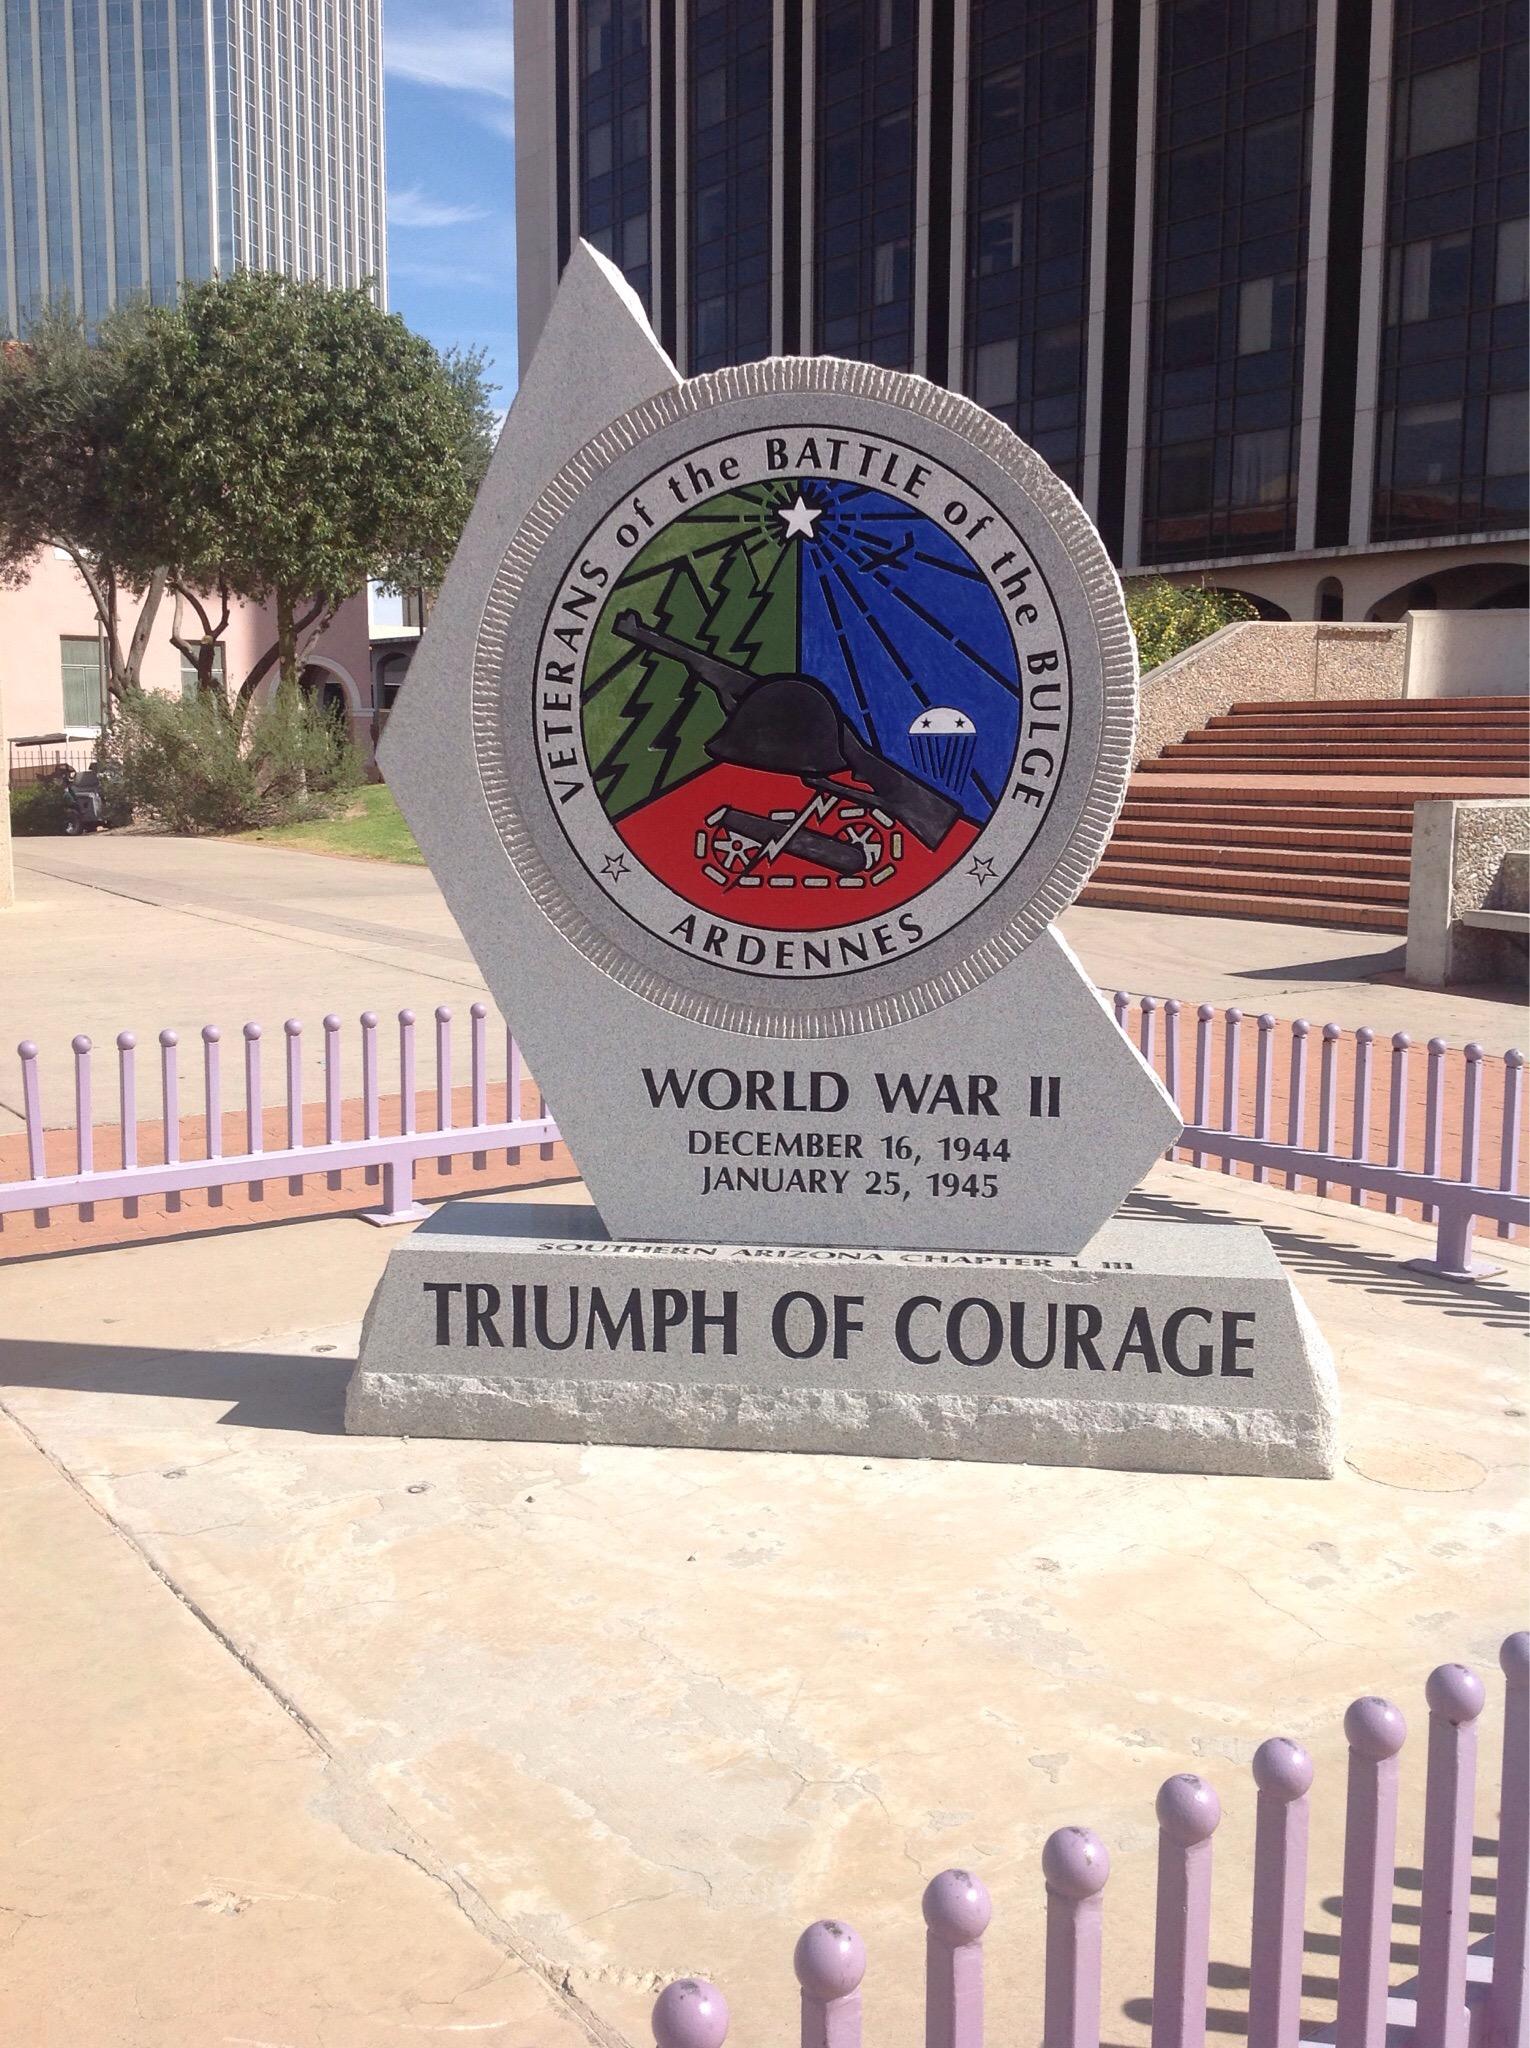 VETERANS of the BATTLE of the BULGE
ARDENNES
WORLD WAR II
DECEMBER 16, 1944
JANUARY 25, 1945
SOUTHERN ARIZONA CHAPTER L III
TRIUMPH OF COURAGE